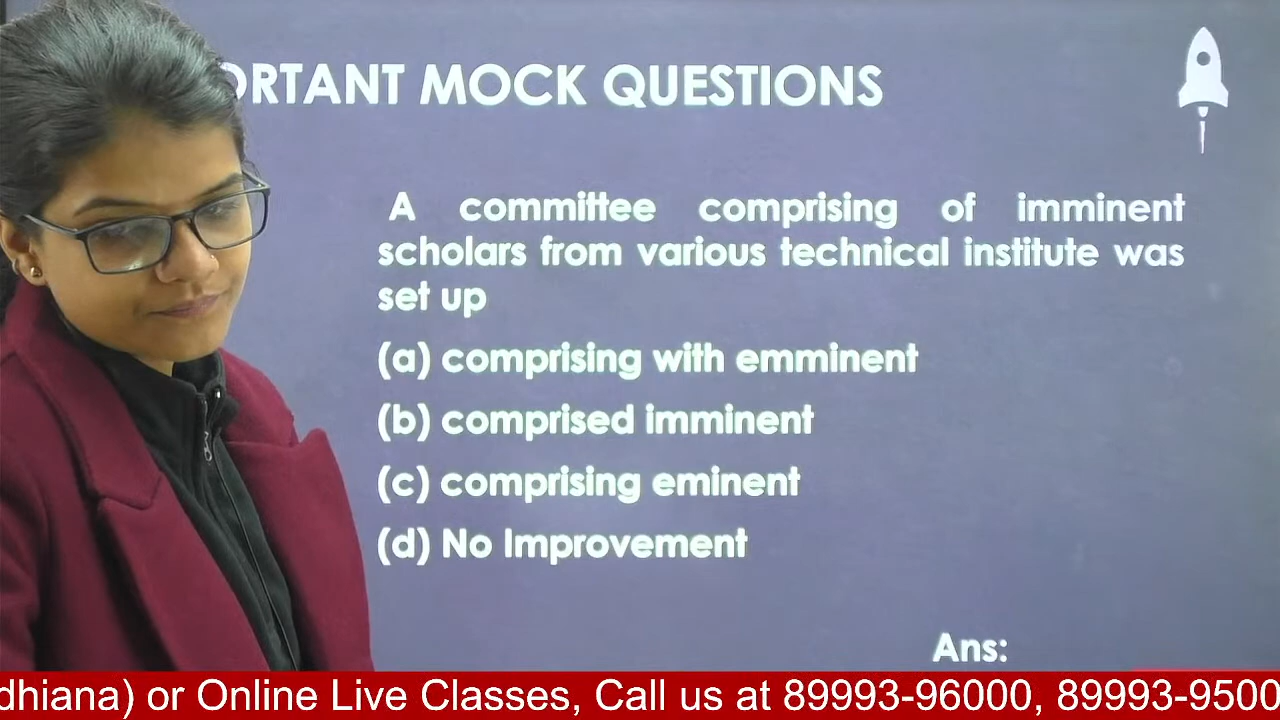 ORTANT MOCK QUESTIONS
A committee comprising of imminent
scholars from various technical institute was
set up
(a) comprising with emminent
(b) comprised imminent
(c) comprising eminent
(d) No Improvement
Ans:
dhiana) or Online Live Classes, Call us at 89993-96000, 89993-9500